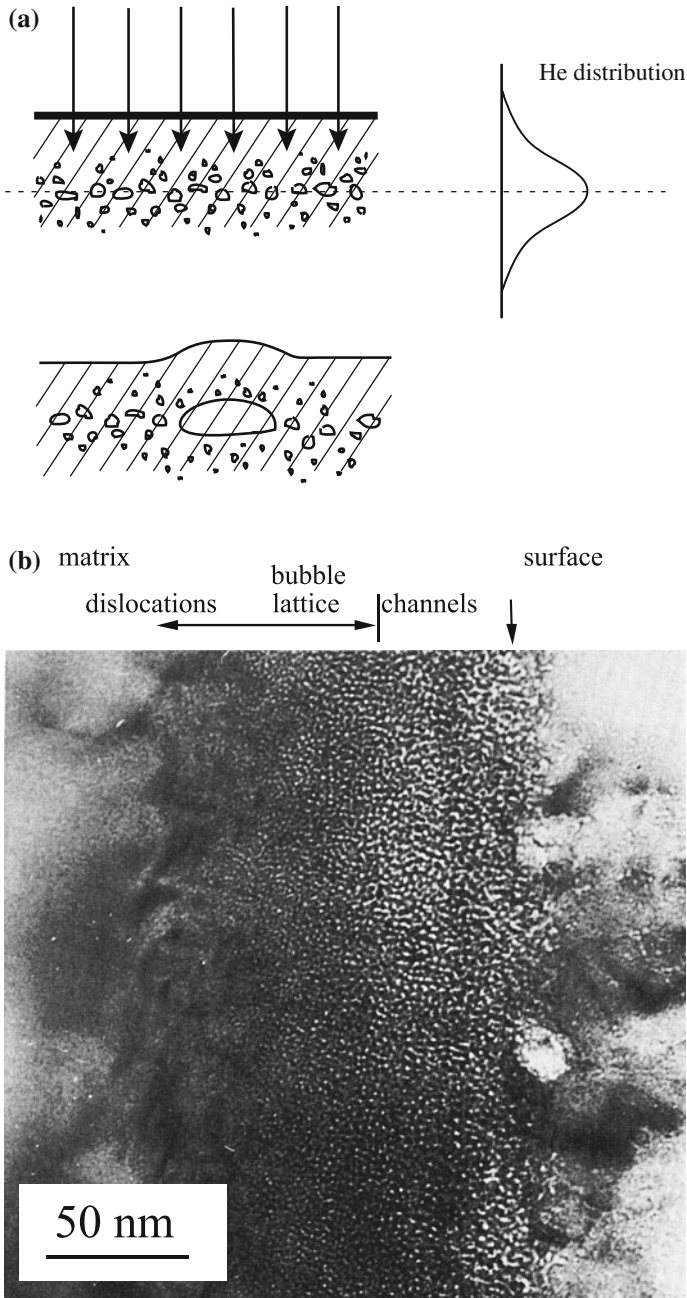 (a)
He distribution
(b) matrix
surface
bubble
dislocations lattice channels
50 nm